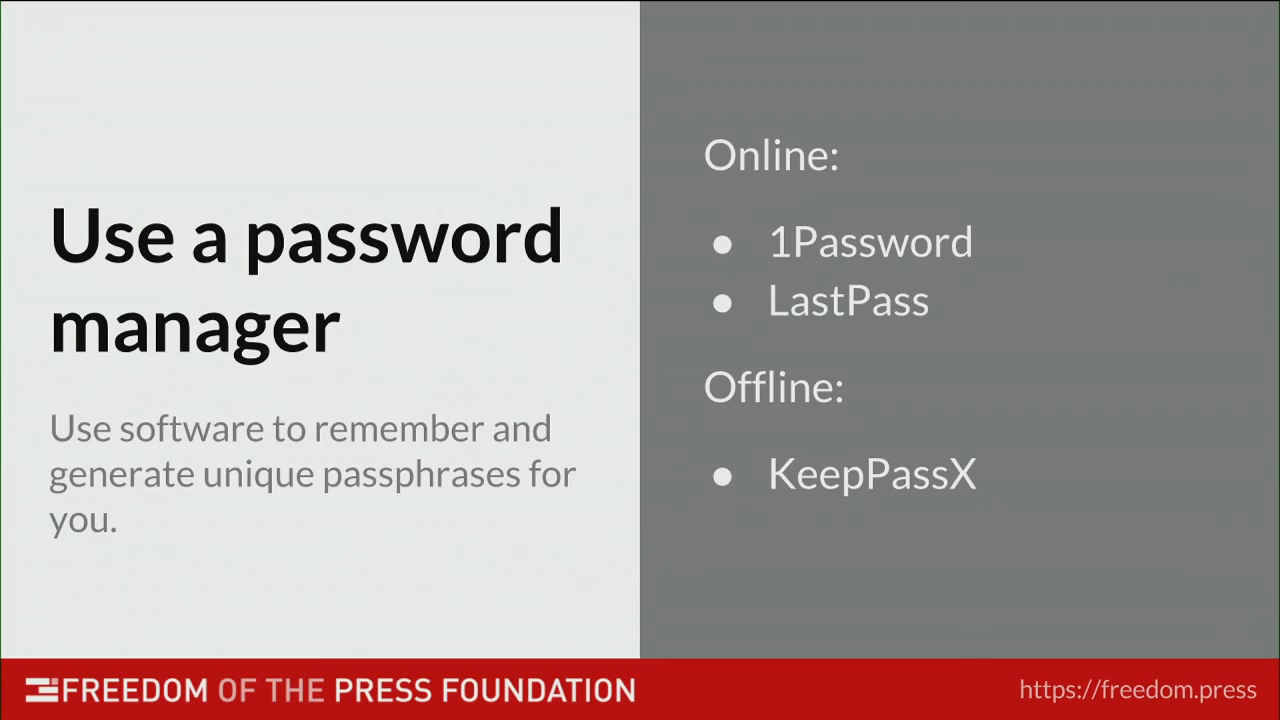 Use a password
manager
Use software to remember and
generate unique passphrases for
you.
Online:
● 1Password
● LastPass
Offline:
● KeepPassX
FREEDOM OF THE PRESS FOUNDATION
https://freedom.press